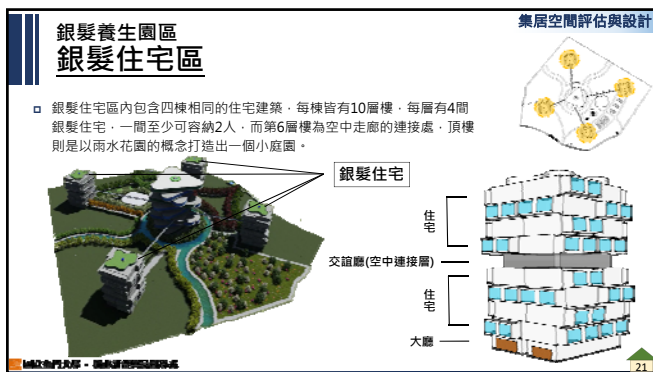 集居空間評估與設計
銀髮養生園區
銀髮住宅區
銀髮住宅區內包含四棟相同的住宅建築，每棟皆有10層樓，每層有4間
銀髮住宅，一間至少可容納2人，而第6層樓為空中走廊的連接處，頂樓
則是以雨水花園的概念打造出一個小庭園。
銀髮住宅
住宅
交誼廳(空中連接層)
住宅
大廳
21